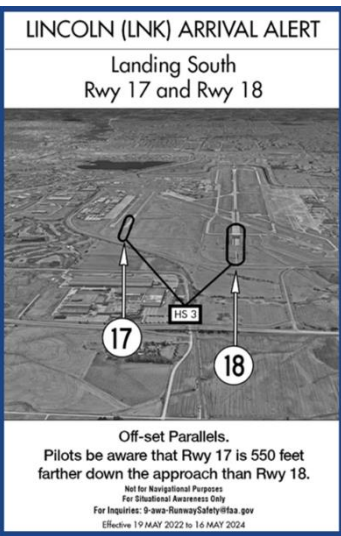 LINCOLN (LNK) ARRIVAL ALERT
Landing South
Rwy 17 and Rwy 18
HS 3
17
18
Off-set Parallels.
Pilots be aware that Rwy 17 is 550 feet
farther down the approach than Rwy 18.
Not for Navigational Purposes
For Situational Awareness Only
For Inquiries: 9-awa-RunwaySafety@faa.gov
Effective 19 MAY 2022 to 16 MAY 2024